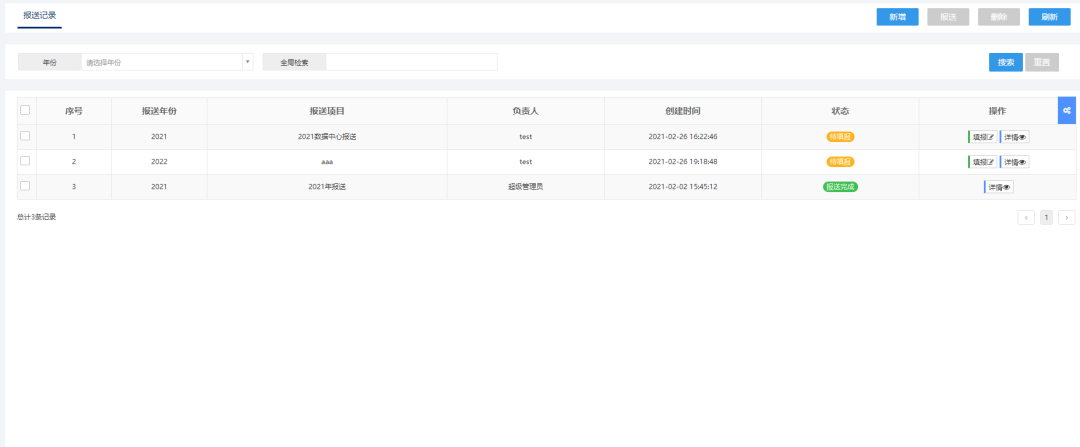 报送记录 新增 报送 删除 刷新
年份 请选择年份 全局检索 搜索 重置
序号 报送年份 报送项目 负责人 创建时间 状态 操作
1 2021 2021数据中心报送 test 2021-02-26 16:22:46 待填报 填报 详情
2 2022 aaa test 2021-02-26 19:18:48 待填报 填报 详情
3 2021 2021年报送 超级管理员 2021-02-02 15:45:12 报送完成 详情
总计3条记录 < 1 >